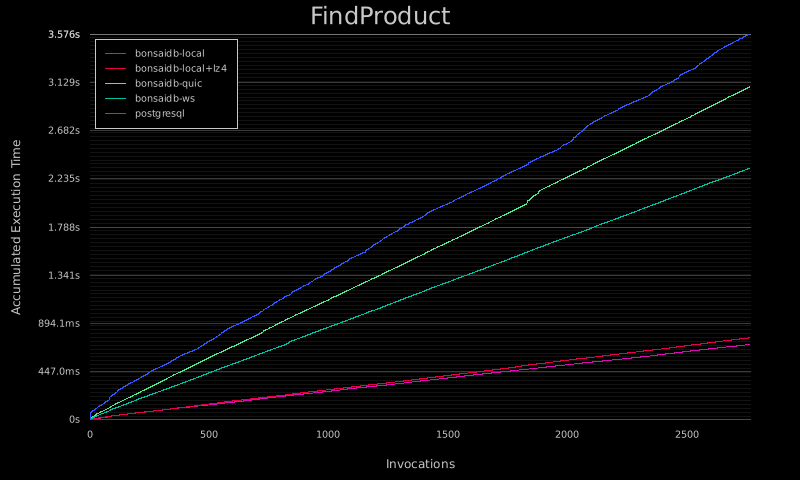 FindProduct
3.576s
bonsaidb-local
bonsaidb-local+lz4
bonsaidb-quic
bonsaidb-ws
postgresql
3.129s
2.682s
2.235s
1.788s
1.341s
894.1ms
447.0ms
0s
Accumulated Execution Time
0 500 1000 1500 2000 2500
Invocations